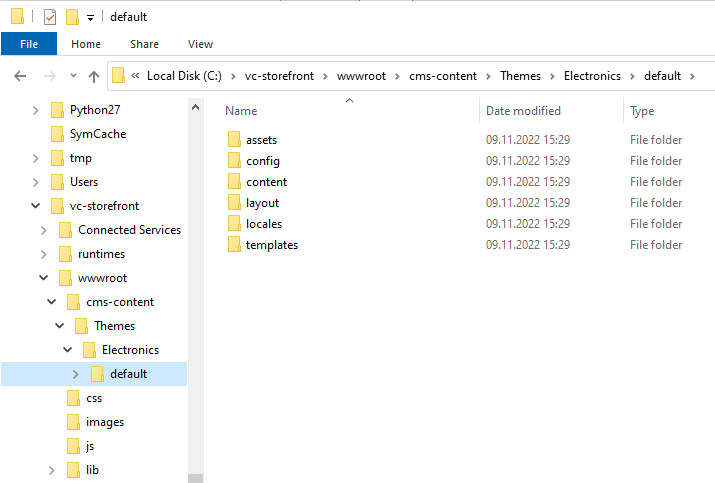 default
File Home Share View
« Local Disk (C:) > vc-storefront > wwwroot > cms-content > Themes > Electronics > default >
Python27
SymCache
tmp
Users
vc-storefront
Connected Services
runtimes
wwwroot
cms-content
Themes
Electronics
default
css
images
js
lib
Name Date modified Type
assets 09.11.2022 15:29 File folder
config 09.11.2022 15:29 File folder
content 09.11.2022 15:29 File folder
layout 09.11.2022 15:29 File folder
locales 09.11.2022 15:29 File folder
templates 09.11.2022 15:29 File folder